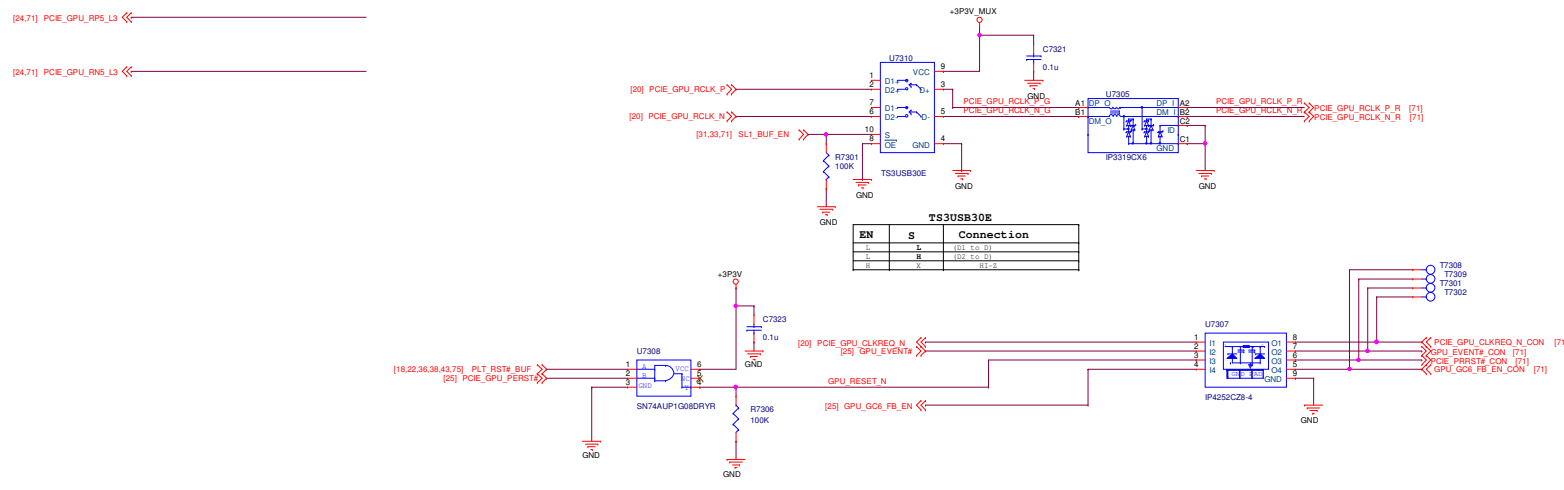 [24,71] PCIE_GPU_RP5_L3
[24,71] PCIE_GPU_RN5_L3
+3P3V_MUX
C7321
0.1u
GND
U7310
VCC 9
1 D1+
2 D2+ D+ 3
7 D1-
6 D2- D- 5
10 S
8 OE GND 4
TS3USB30E
[20] PCIE_GPU_RCLK_P
[20] PCIE_GPU_RCLK_N
[31,33,71] SL1_BUF_EN
R7301
100K
GND
GND
GND
PCIE_GPU_RCLK_P_G
PCIE_GPU_RCLK_N_G
U7305
A1 DP_O DP_I A2
B1 DM_O DM_I B2
ID C2
GND C1
IP3319CX6
PCIE_GPU_RCLK_P_R
PCIE_GPU_RCLK_N_R
PCIE_GPU_RCLK_P_R [71]
PCIE_GPU_RCLK_N_R [71]
GND
TS3USB30E
EN S Connection
L L (D1 to D)
L H (D2 to D)
H X HI-Z
+3P3V
C7323
0.1u
GND
U7308
1 A VCC 6
2 B NC 5
3 GND Y 4
SN74AUP1G08DRYR
[18,22,36,38,43,75] PLT_RST#_BUF
[25] PCIE_GPU_PERST#
GND
R7306
100K
GND
GPU_RESET_N
[20] PCIE_GPU_CLKREQ_N
[25] GPU_EVENT#
[25] GPU_GC6_FB_EN
U7307
1 I1 O1 8
2 I2 O2 7
3 I3 O3 6
4 I4 O4 5
GND 9
GND PAD
IP4252CZ8-4
GND
T7308
T7309
T7301
T7302
PCIE_GPU_CLKREQ_N_CON [71
GPU_EVENT#_CON [71]
PCIE_PRRST#_CON [71]
GPU_GC6_FB_EN_CON [71]